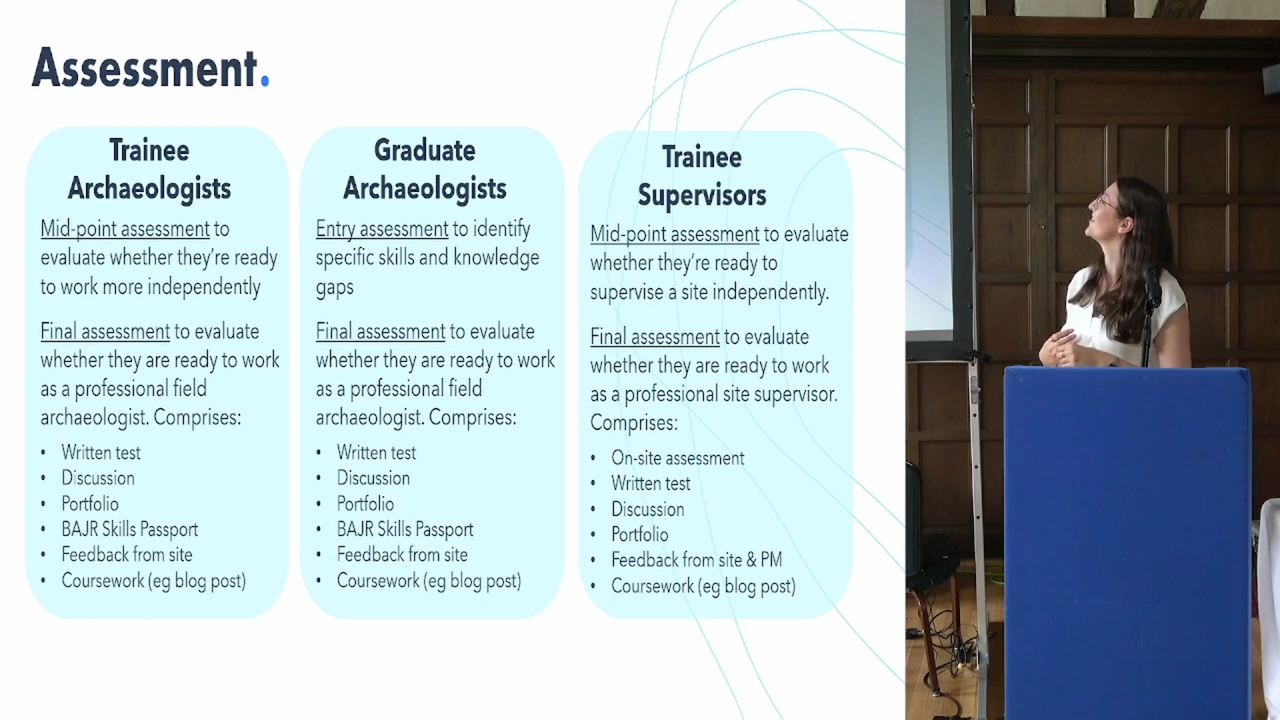 Assessment.
Trainee
Archaeologists
Mid-point assessment to
evaluate whether they're ready
to work more independently
Final assessment to evaluate
whether they are ready to work
as a professional field
archaeologist. Comprises:
• Written test
• Discussion
• Portfolio
• BAJR Skills Passport
• Feedback from site
• Coursework (eg blog post)
Graduate
Archaeologists
Entry assessment to identify
specific skills and knowledge
gaps
Final assessment to evaluate
whether they are ready to work
as a professional field
archaeologist. Comprises:
• Written test
• Discussion
• Portfolio
• BAJR Skills Passport
• Feedback from site
• Coursework (eg blog post)
Trainee
Supervisors
Mid-point assessment to evaluate
whether they're ready to
supervise a site independently.
Final assessment to evaluate
whether they are ready to work
as a professional site supervisor.
Comprises:
• On-site assessment
• Written test
• Discussion
• Portfolio
• Feedback from site & PM
• Coursework (eg blog post)